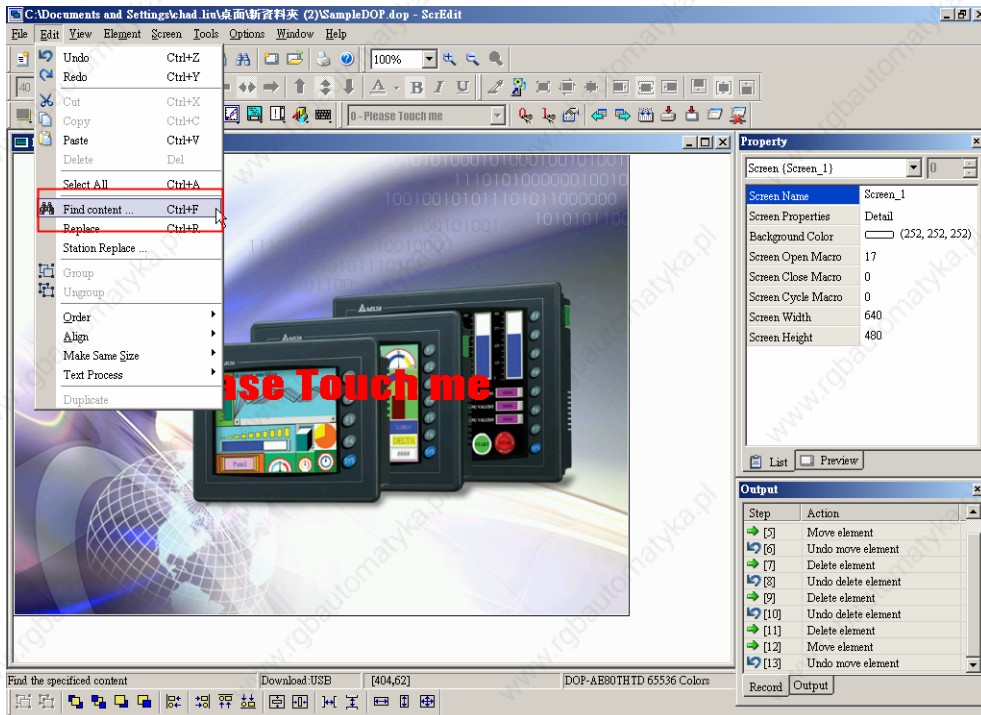 C:\Documents and Settings\chad.liu\桌面\新資料夾 (2)\SampleDOP.dop - ScrEdit
File Edit View Element Screen Tools Options Window Help
Undo Ctrl+Z
Redo Ctrl+Y
Cut Ctrl+X
Copy Ctrl+C
Paste Ctrl+V
Delete Del
Select All Ctrl+A
Find content ... Ctrl+F
Replace Ctrl+R
Station Replace ...
Group
Ungroup
Order
Align
Make Same Size
Text Process
Duplicate
100%
40
A B I U
0 - Please Touch me
ase Touch me
DELTA
START
Property
Screen {Screen_1}
0
Screen Name Screen_1
Screen Properties Detail
Background Color (252, 252, 252)
Screen Open Macro 17
Screen Close Macro 0
Screen Cycle Macro 0
Screen Width 640
Screen Height 480
List Preview
Output
Step Action
[5] Move element
[6] Undo move element
[7] Delete element
[8] Undo delete element
[9] Delete element
[10] Undo delete element
[11] Delete element
[12] Move element
[13] Undo move element
Record Output
Find the specificed content Download:USB [404,62] DOP-AE80THTD 65536 Colors
www.rgbautomatyka.pl